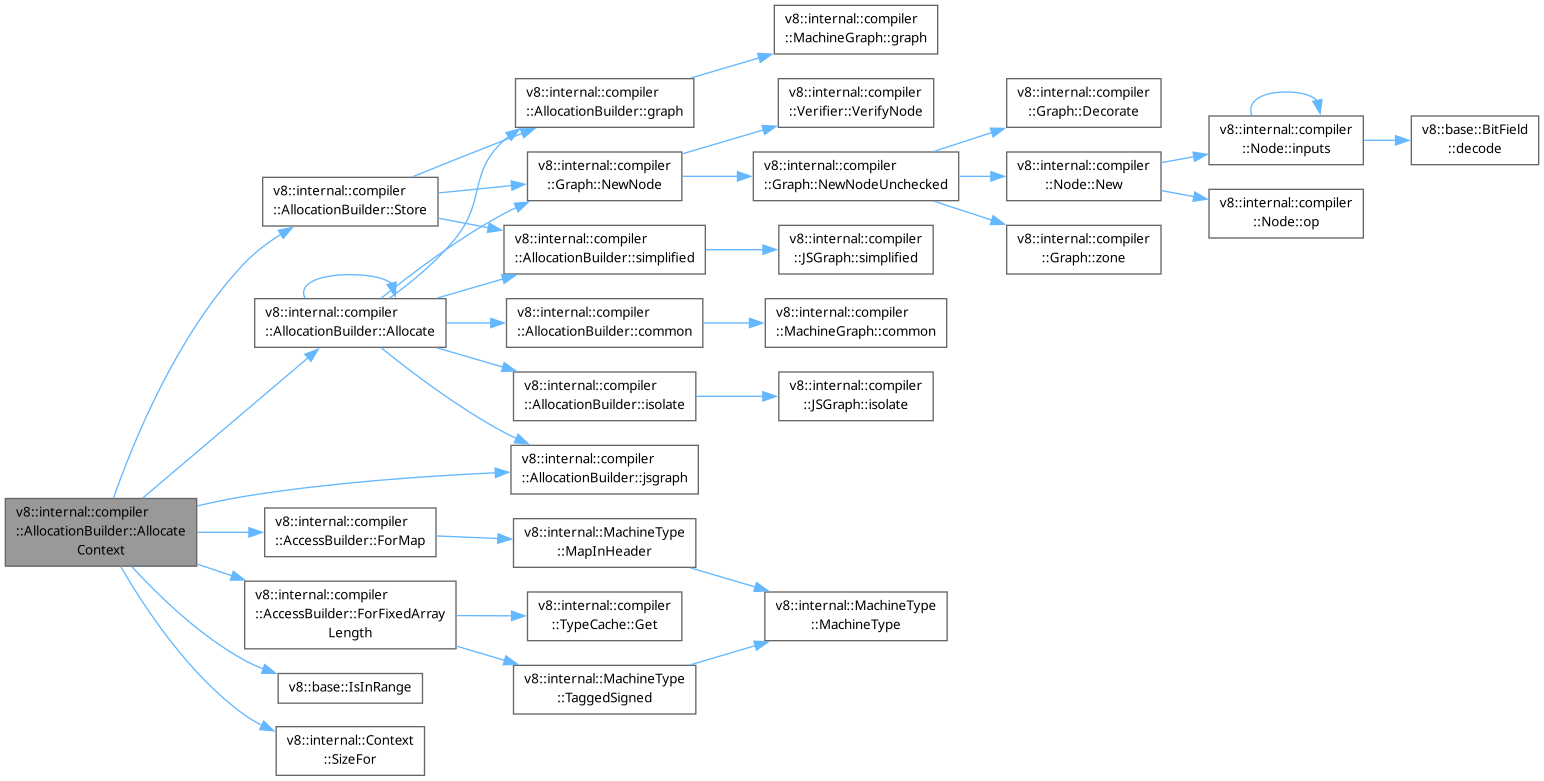 v8::internal::compiler
::MachineGraph::graph
v8::internal::compiler
::AllocationBuilder::graph
v8::internal::compiler
::Verifier::VerifyNode
v8::internal::compiler
::Graph::Decorate
v8::internal::compiler
::Node::inputs
v8::base::BitField
::decode
v8::internal::compiler
::AllocationBuilder::Store
v8::internal::compiler
::Graph::NewNode
v8::internal::compiler
::Graph::NewNodeUnchecked
v8::internal::compiler
::Node::New
v8::internal::compiler
::Node::op
v8::internal::compiler
::AllocationBuilder::simplified
v8::internal::compiler
::JSGraph::simplified
v8::internal::compiler
::Graph::zone
v8::internal::compiler
::AllocationBuilder::Allocate
v8::internal::compiler
::AllocationBuilder::common
v8::internal::compiler
::MachineGraph::common
v8::internal::compiler
::AllocationBuilder::isolate
v8::internal::compiler
::JSGraph::isolate
v8::internal::compiler
::AllocationBuilder::jsgraph
v8::internal::compiler
::AllocationBuilder::Allocate
Context
v8::internal::compiler
::AccessBuilder::ForMap
v8::internal::MachineType
::MapInHeader
v8::internal::compiler
::AccessBuilder::ForFixedArray
Length
v8::internal::compiler
::TypeCache::Get
v8::internal::MachineType
::MachineType
v8::internal::MachineType
::TaggedSigned
v8::base::IsInRange
v8::internal::Context
::SizeFor